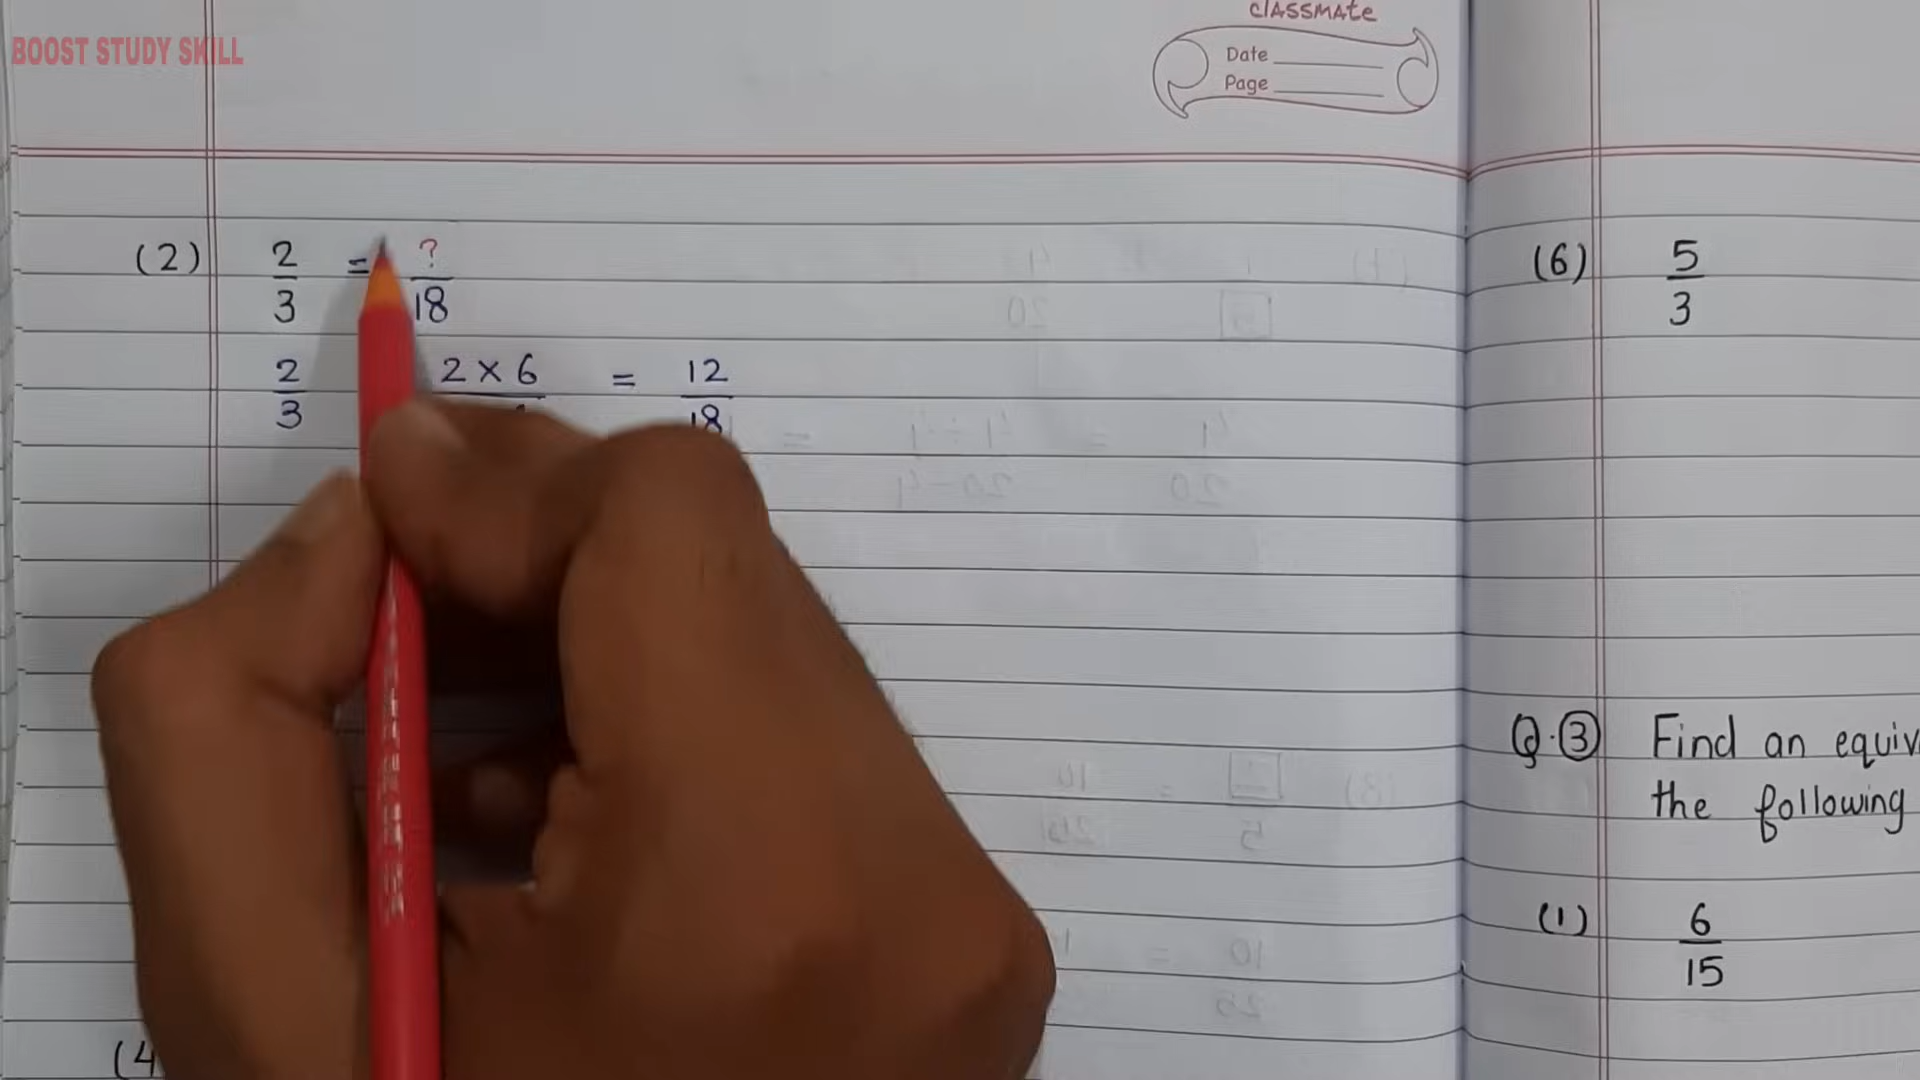 BOOST STUDY SKILL
CLASSMATE
Date
Page
(2) 2/3 = ?/18
2/3 2 × 6 = 12/18
(4
(6) 5/3
Q.③ Find an equiv
the following
(1) 6/15